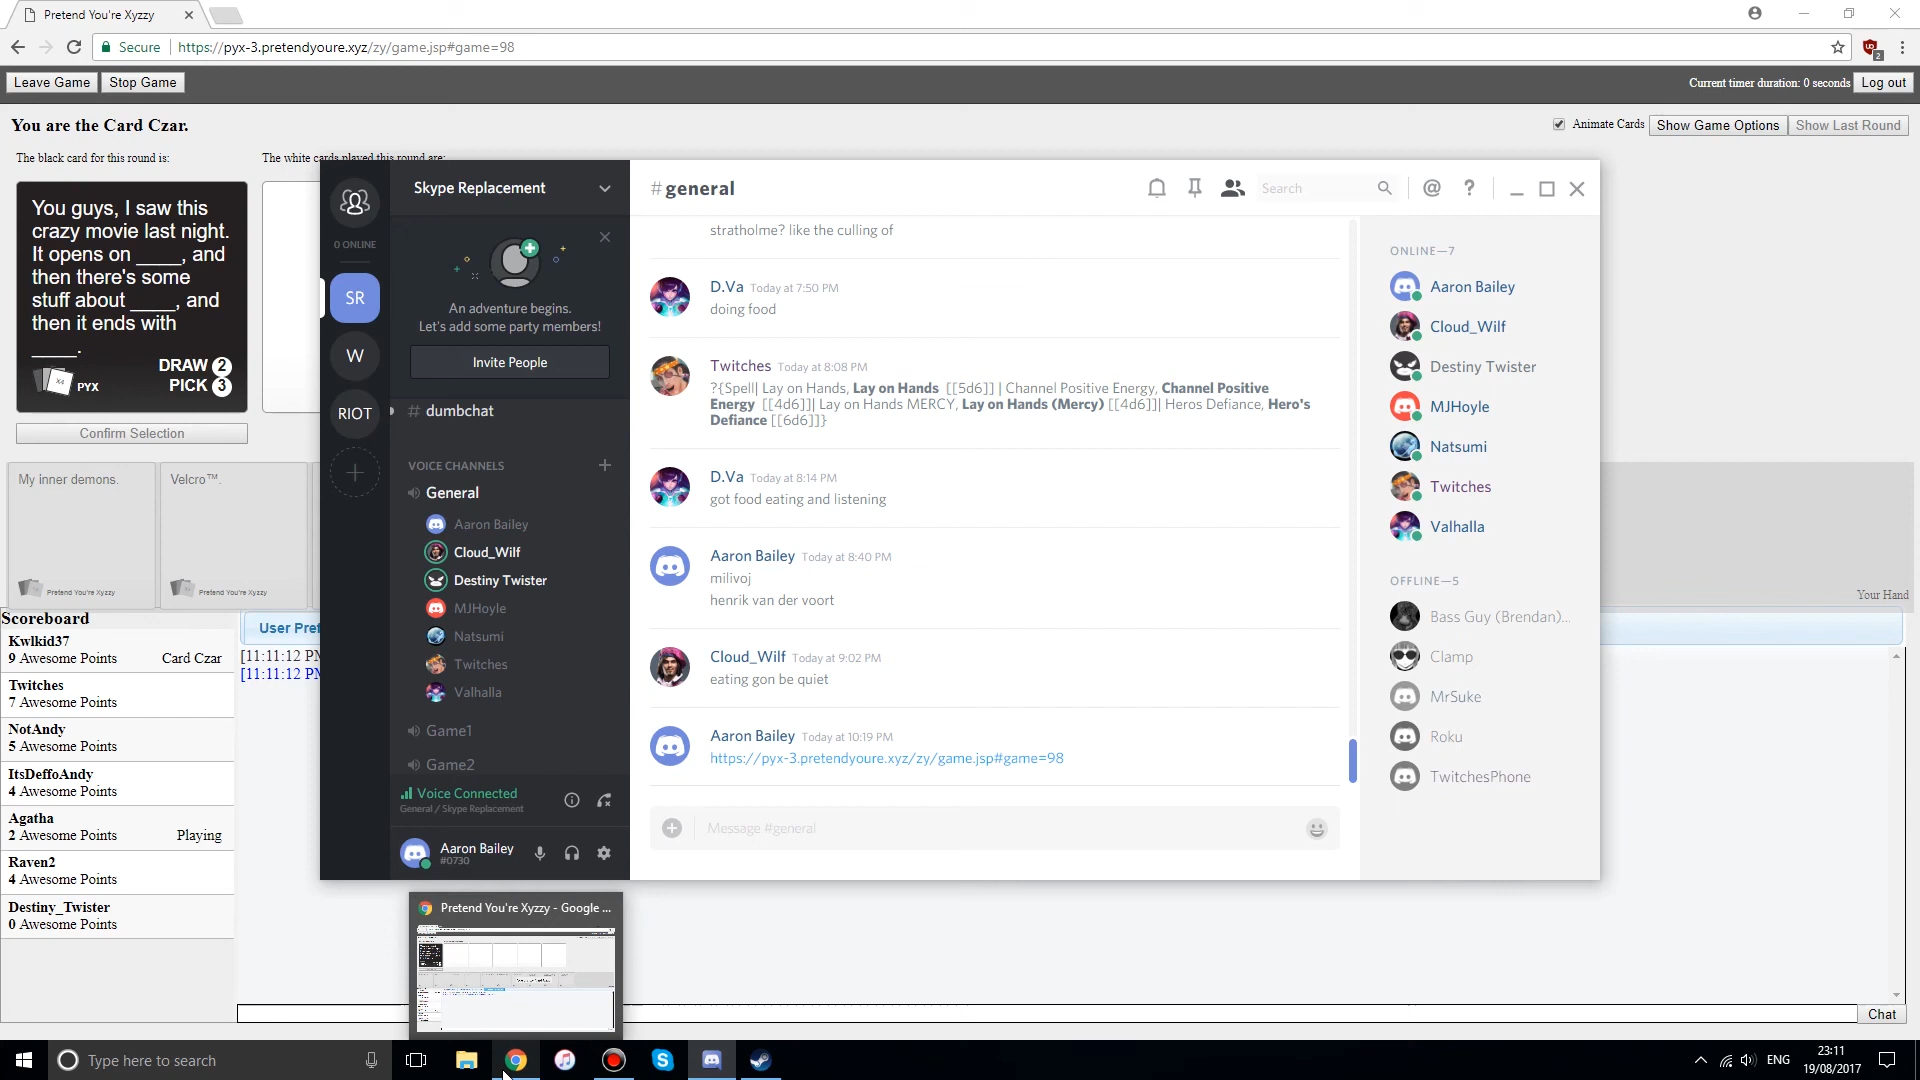 Pretend You're Xyzzy
Secure
https://pyx-3.pretendyoure.xyz/zy/game.jsp#game=98
2
Leave Game
Stop Game
Current timer duration: 0 seconds
Log out
You are the Card Czar.
Animate Cards
Show Game Options
Show Last Round
The black card for this round is:
The white cards played this round are:
You guys, I saw this
crazy movie last night.
It opens on ____, and
then there's some
stuff about ____, and
then it ends with
____.
DRAW 2
PICK 3
PYX
Confirm Selection
My inner demons.
Pretend You're Xyzzy
Velcro™.
Pretend You're Xyzzy
Your Hand
Scoreboard
Kwlkid37
9 Awesome Points
Card Czar
Twitches
7 Awesome Points
NotAndy
5 Awesome Points
ItsDeffoAndy
4 Awesome Points
Agatha
2 Awesome Points
Playing
Raven2
4 Awesome Points
Destiny_Twister
0 Awesome Points
User Pref
[11:11:12 PM
[11:11:12 PM
Chat
0 ONLINE
SR
W
RIOT
Skype Replacement
An adventure begins.
Let's add some party members!
Invite People
# dumbchat
VOICE CHANNELS
General
Aaron Bailey
Cloud_Wilf
Destiny Twister
MJHoyle
Natsumi
Twitches
Valhalla
Game1
Game2
Voice Connected
General / Skype Replacement
Aaron Bailey
#0730
#general
Search
@
?
stratholme? like the culling of
D.Va Today at 7:50 PM
doing food
Twitches Today at 8:08 PM
?{Spell| Lay on Hands, Lay on Hands [[5d6]] | Channel Positive Energy, Channel Positive
Energy [[4d6]]| Lay on Hands MERCY, Lay on Hands (Mercy) [[4d6]]| Heros Defiance, Hero's
Defiance [[6d6]]}
D.Va Today at 8:14 PM
got food eating and listening
Aaron Bailey Today at 8:40 PM
milivoj
henrik van der voort
Cloud_Wilf Today at 9:02 PM
eating gon be quiet
Aaron Bailey Today at 10:19 PM
https://pyx-3.pretendyoure.xyz/zy/game.jsp#game=98
Message #general
ONLINE—7
Aaron Bailey
Cloud_Wilf
Destiny Twister
MJHoyle
Natsumi
Twitches
Valhalla
OFFLINE—5
Bass Guy (Brendan)...
Clamp
MrSuke
Roku
TwitchesPhone
Pretend You're Xyzzy - Google ...
Type here to search
ENG
23:11
19/08/2017